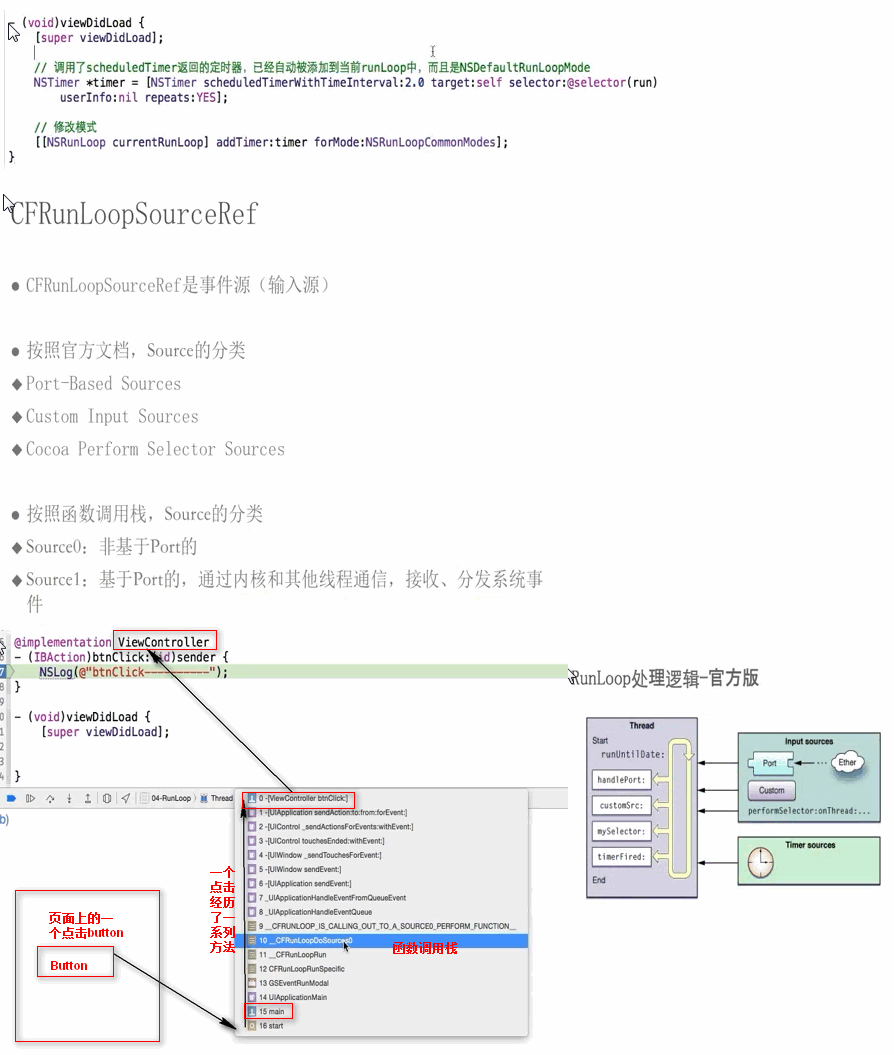 - (void)viewDidLoad {
[super viewDidLoad];
// 调用了scheduledTimer返回的定时器，已经自动被添加到当前runLoop中，而且是NSDefaultRunLoopMode
NSTimer *timer = [NSTimer scheduledTimerWithTimeInterval:2.0 target:self selector:@selector(run)
userInfo:nil repeats:YES];
// 修改模式
[[NSRunLoop currentRunLoop] addTimer:timer forMode:NSRunLoopCommonModes];
}
CFRunLoopSourceRef
● CFRunLoopSourceRef是事件源（输入源）
● 按照官方文档，Source的分类
◆Port-Based Sources
◆Custom Input Sources
◆Cocoa Perform Selector Sources
● 按照函数调用栈，Source的分类
◆Source0：非基于Port的
◆Source1：基于Port的，通过内核和其他线程通信，接收、分发系统事
件
@implementation ViewController
- (IBAction)btnClick:(id)sender {
NSLog(@"btnClick----------");
}
- (void)viewDidLoad {
[super viewDidLoad];
}
04-RunLoop
Thread
b)
0 -[ViewController btnClick:]
1 -[UIApplication sendAction:to:from:forEvent:]
2 -[UIControl _sendActionsForEvents:withEvent:]
3 -[UIControl touchesEnded:withEvent:]
4 -[UIWindow _sendTouchesForEvent:]
5 -[UIWindow sendEvent:]
6 -[UIApplication sendEvent:]
7 _UIApplicationHandleEventFromQueueEvent
8 _UIApplicationHandleEventQueue
9 __CFRUNLOOP_IS_CALLING_OUT_TO_A_SOURCE0_PERFORM_FUNCTION__
10 __CFRunLoopDoSources0
11 __CFRunLoopRun
12 CFRunLoopRunSpecific
13 GSEventRunModal
14 UIApplicationMain
15 main
16 start
函数调用栈
一个
点击
经历
了一
系列
方法
页面上的一
个点击button
Button
RunLoop处理逻辑-官方版
Thread
Start
runUntilDate:
handlePort:
customSrc:
mySelector:
timerFired:
End
Input sources
Port
Ether
Custom
performSelector:onThread:...
Timer sources